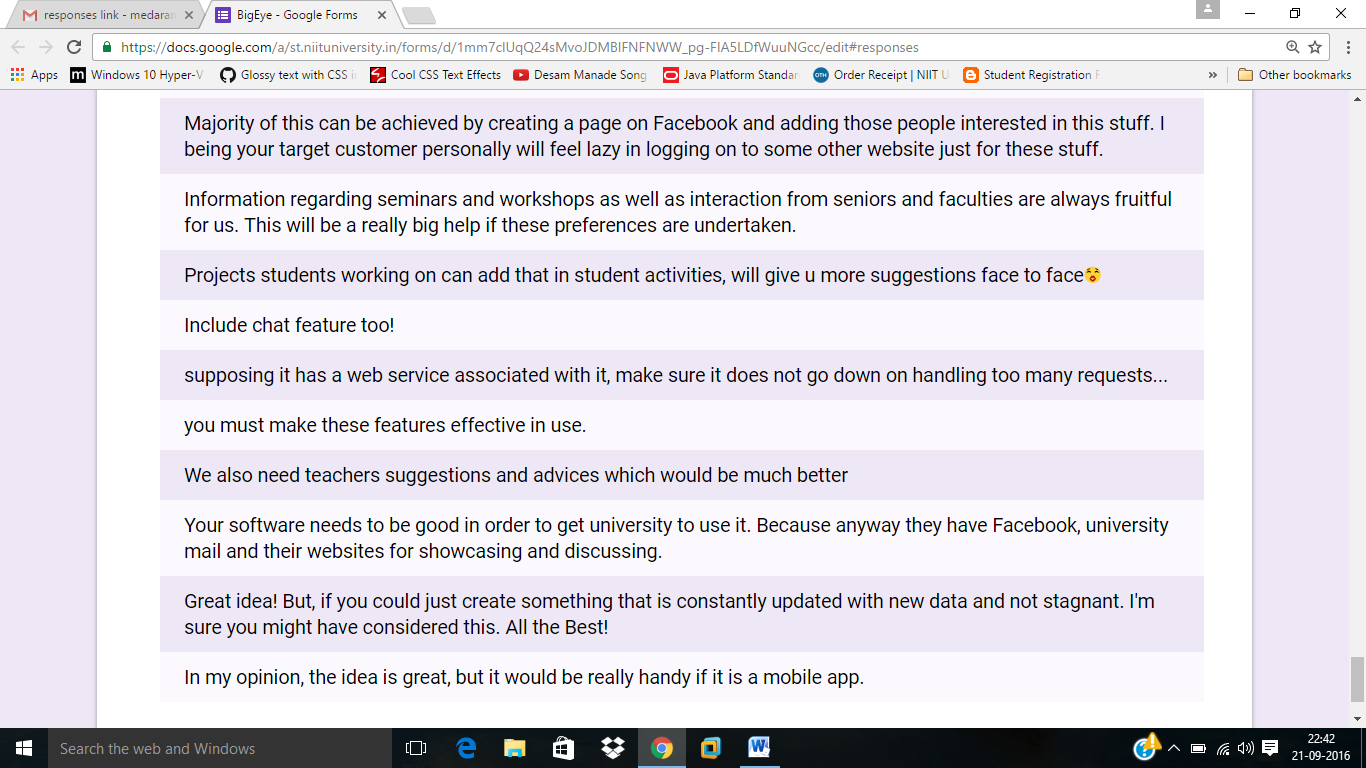 responses link - medaran
BigEye - Google Forms
https://docs.google.com/a/st.niituniversity.in/forms/d/1mm7clUqQ24sMvoJDMBIFNFNWW_pg-FIA5LDfWuuNGcc/edit#responses
Apps
Windows 10 Hyper-V
Glossy text with CSS i
Cool CSS Text Effects
Desam Manade Song
Java Platform Standar
Order Receipt | NIIT U
Student Registration F
»
Other bookmarks
Majority of this can be achieved by creating a page on Facebook and adding those people interested in this stuff. I
being your target customer personally will feel lazy in logging on to some other website just for these stuff.
Information regarding seminars and workshops as well as interaction from seniors and faculties are always fruitful
for us. This will be a really big help if these preferences are undertaken.
Projects students working on can add that in student activities, will give u more suggestions face to face😲
Include chat feature too!
supposing it has a web service associated with it, make sure it does not go down on handling too many requests...
you must make these features effective in use.
We also need teachers suggestions and advices which would be much better
Your software needs to be good in order to get university to use it. Because anyway they have Facebook, university
mail and their websites for showcasing and discussing.
Great idea! But, if you could just create something that is constantly updated with new data and not stagnant. I'm
sure you might have considered this. All the Best!
In my opinion, the idea is great, but it would be really handy if it is a mobile app.
Search the web and Windows
22:42
21-09-2016